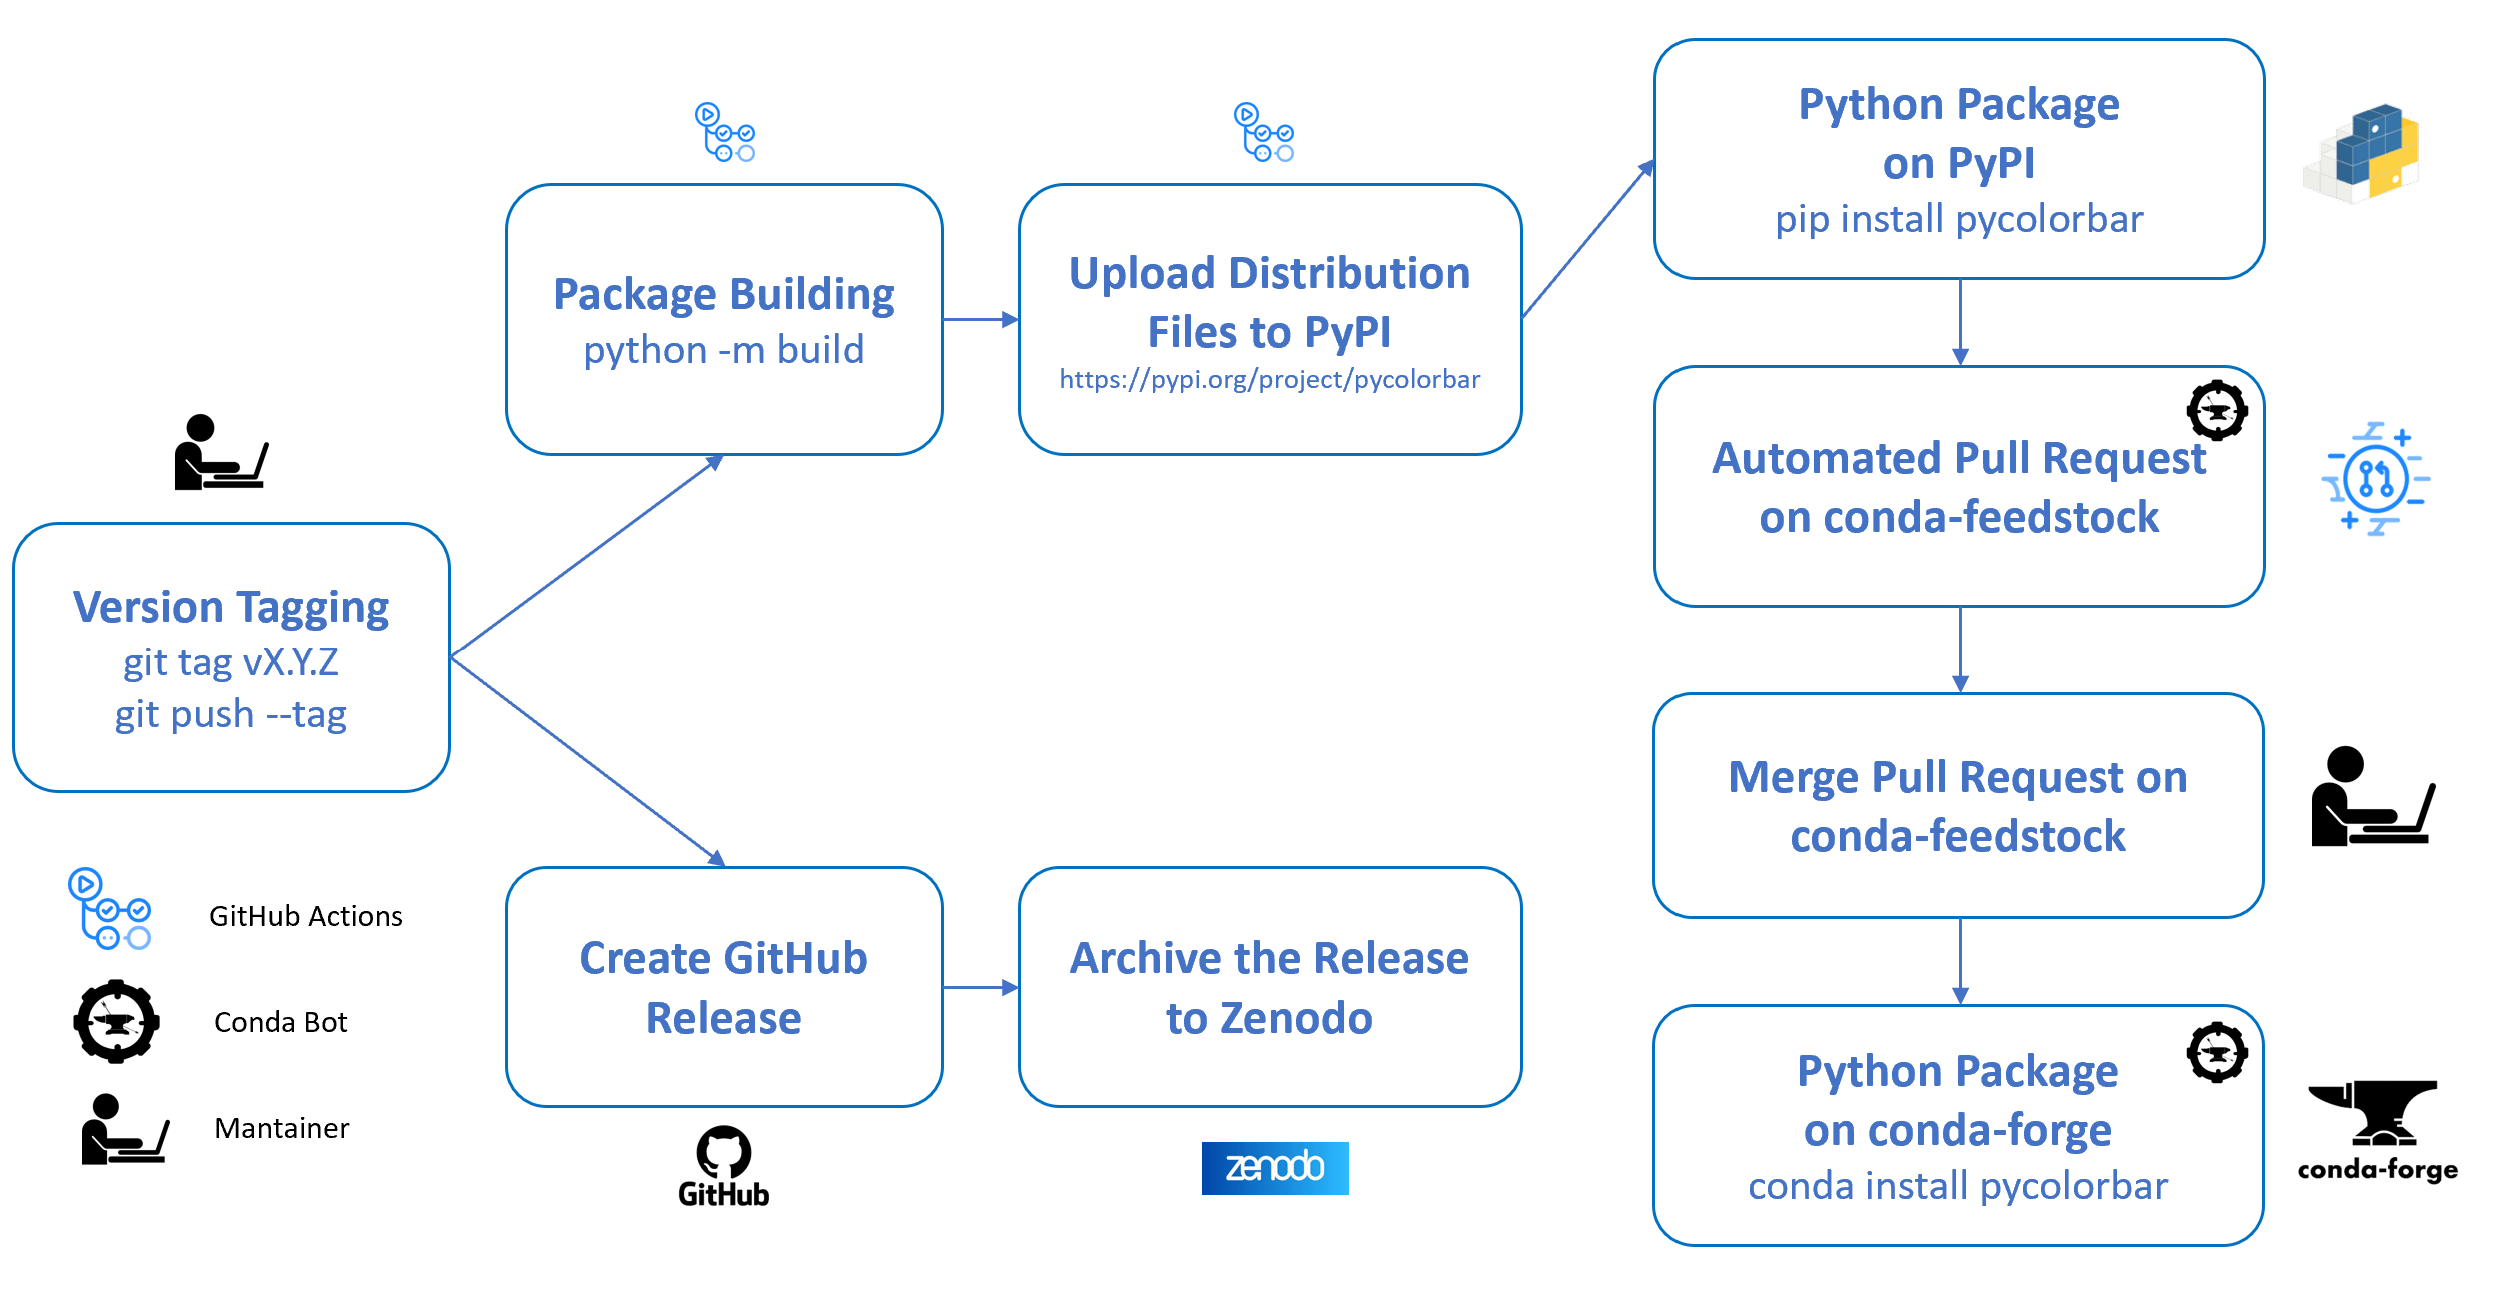 Version Tagging
git tag vX.Y.Z
git push --tag
Package Building
python -m build
Upload Distribution
Files to PyPI
https://pypi.org/project/pycolorbar
Python Package
on PyPI
pip install pycolorbar
Automated Pull Request
on conda-feedstock
Merge Pull Request on
conda-feedstock
Python Package
on conda-forge
conda install pycolorbar
conda-forge
Create GitHub
Release
GitHub
Archive the Release
to Zenodo
zenodo
GitHub Actions
Conda Bot
Mantainer